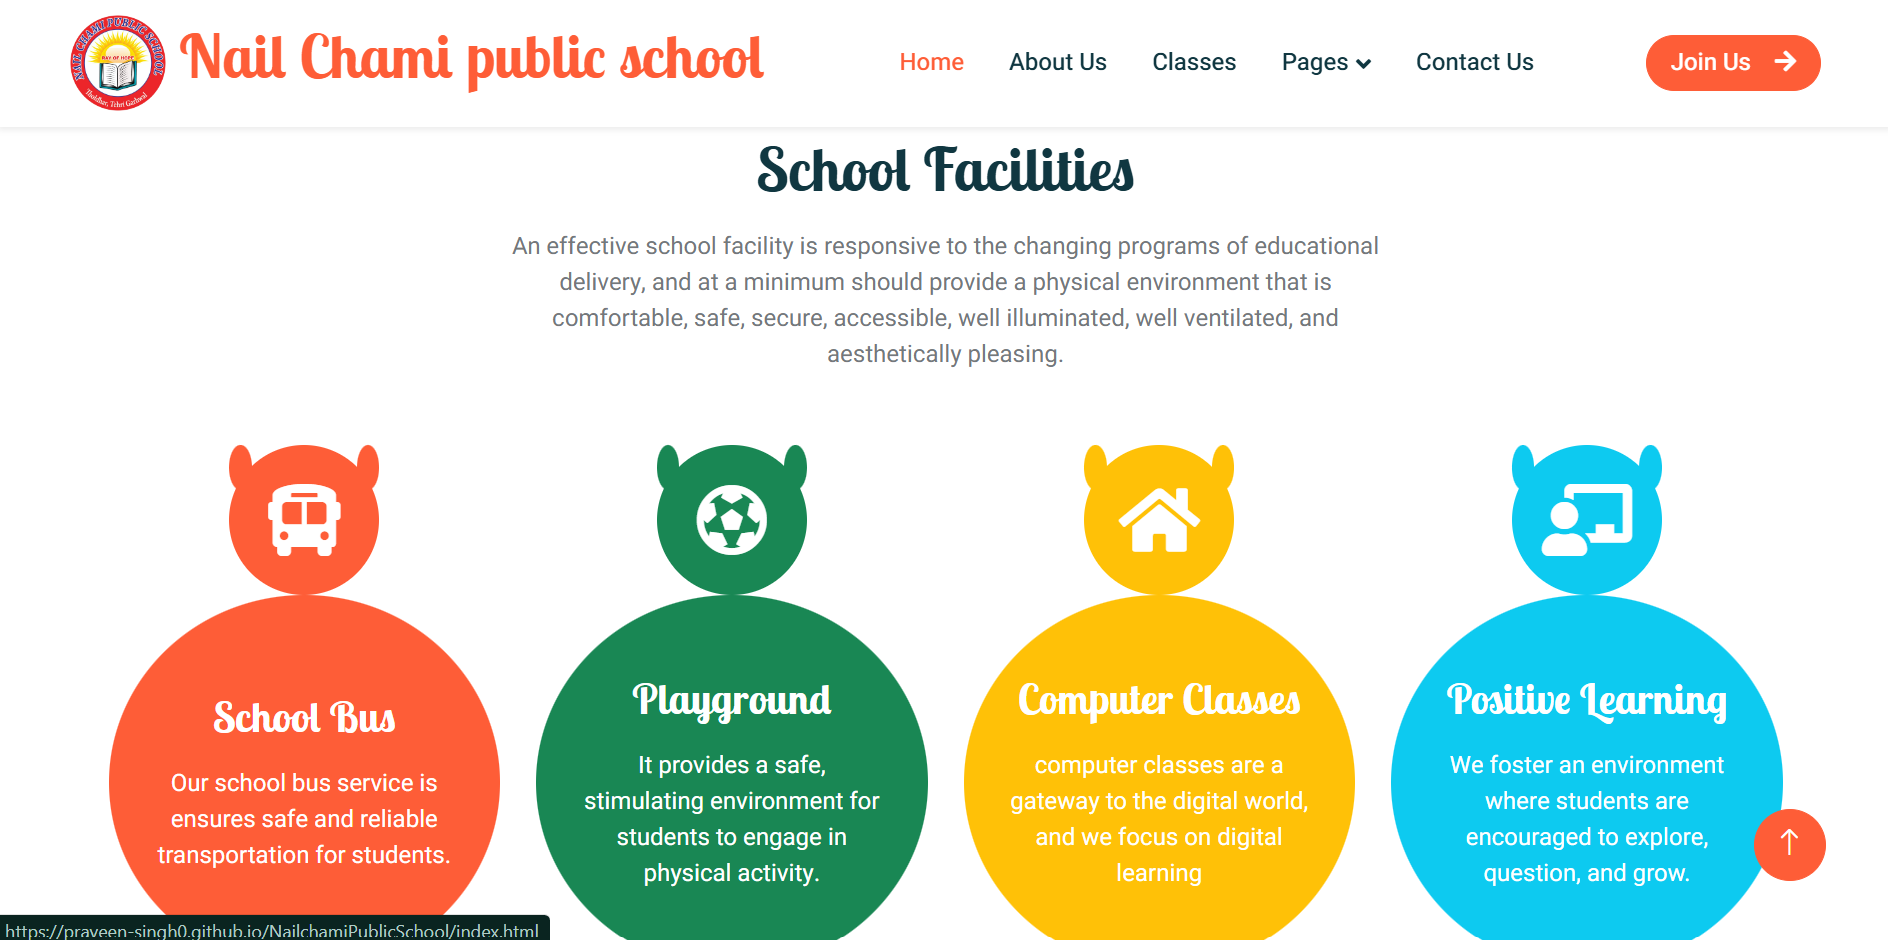 NAIL CHAMI PUBLIC SCHOOL
RAY OF HOPE
Thaldhar, Tehri Garhwal
Nail Chami public school
Home About Us Classes Pages Contact Us
Join Us
School Facilities
An effective school facility is responsive to the changing programs of educational
delivery, and at a minimum should provide a physical environment that is
comfortable, safe, secure, accessible, well illuminated, well ventilated, and
aesthetically pleasing.
School Bus
Our school bus service is
ensures safe and reliable
transportation for students.
Playground
It provides a safe,
stimulating environment for
students to engage in
physical activity.
Computer Classes
computer classes are a
gateway to the digital world,
and we focus on digital
learning
Positive Learning
We foster an environment
where students are
encouraged to explore,
question, and grow.
https://praveen-singh0.github.io/NailchamiPublicSchool/index.html